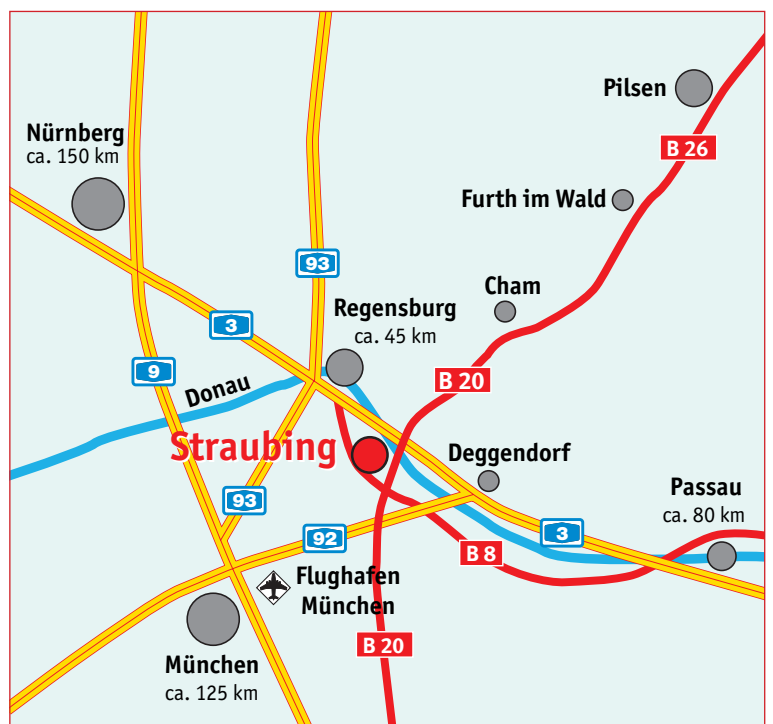 Pilsen
Nürnberg
ca. 150 km
B 26
Furth im Wald
93
Cham
Regensburg
ca. 45 km
3
9
B 20
Donau
Straubing
Deggendorf
Passau
ca. 80 km
93
92
3
B 8
Flughafen
München
B 20
München
ca. 125 km